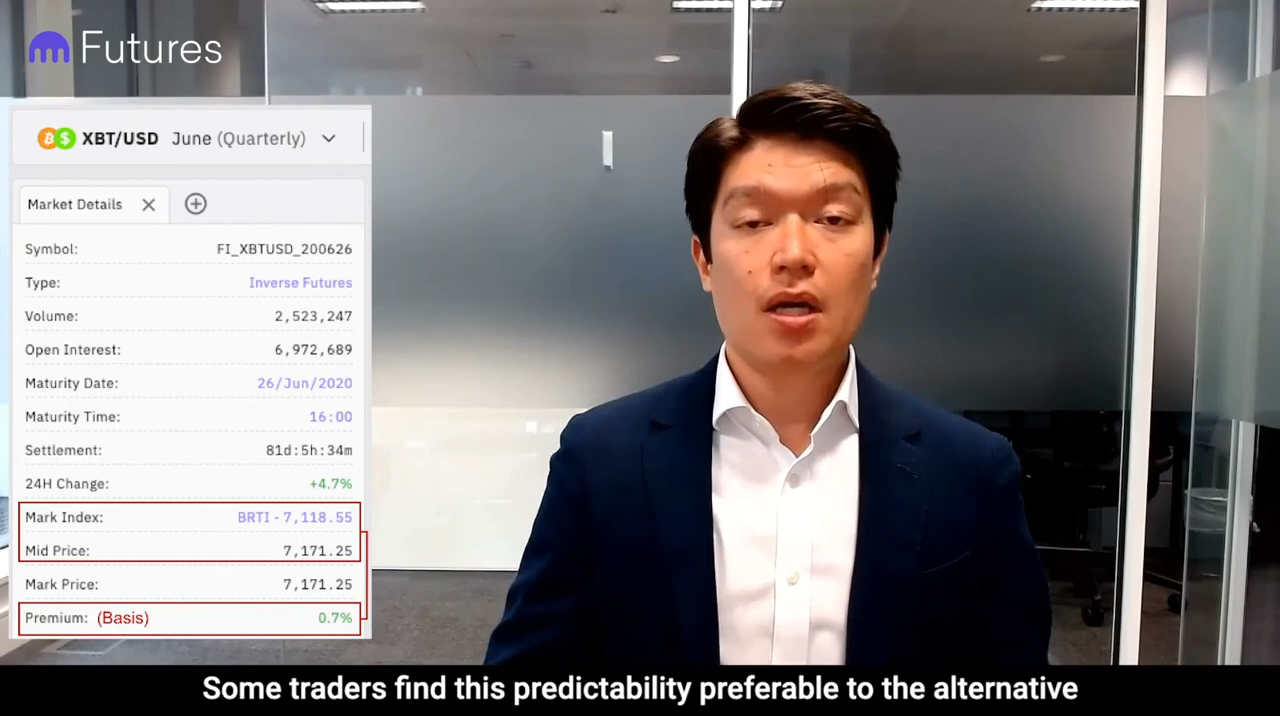 Futures
XBT/USD June (Quarterly)
Market Details
Symbol: FI_XBTUSD_200626
Type: Inverse Futures
Volume: 2,523,247
Open Interest: 6,972,689
Maturity Date: 26/Jun/2020
Maturity Time: 16:00
Settlement: 81d:5h:34m
24H Change: +4.7%
Mark Index: BRTI - 7,118.55
Mid Price: 7,171.25
Mark Price: 7,171.25
Premium: (Basis) 0.7%
Some traders find this predictability preferable to the alternative